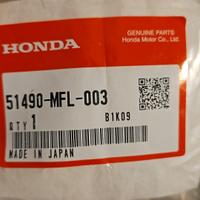 HONDA
GENUINE PARTS
Honda Motor Co., Ltd.
51490-MFL-003
QTY 1 B1K09
MADE IN JAPAN